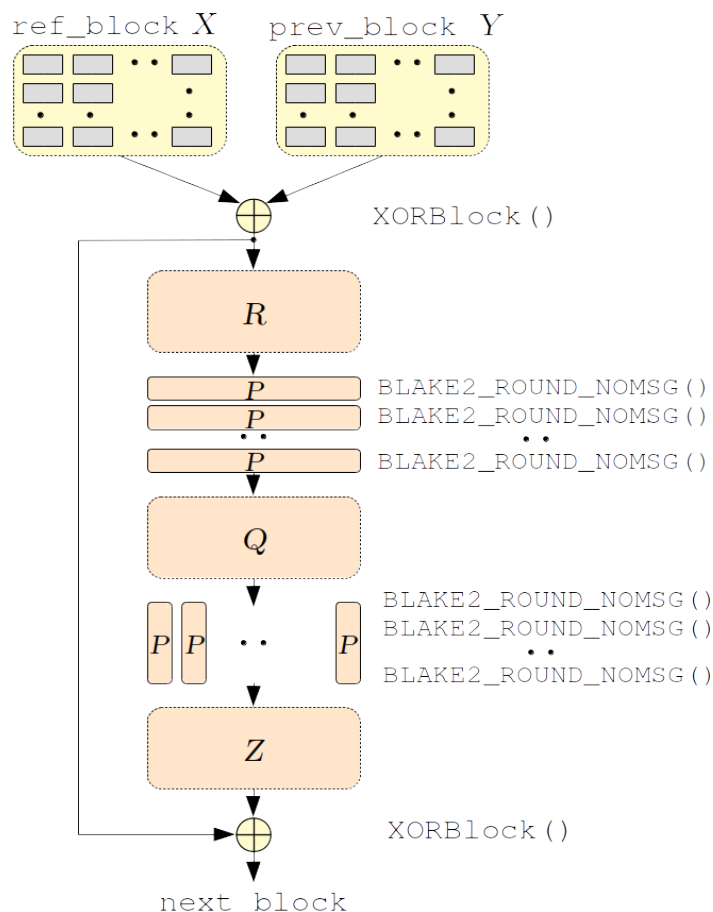 ref_block X prev_block Y
XORBlock()
R
P BLAKE2_ROUND_NOMSG()
P BLAKE2_ROUND_NOMSG()
P BLAKE2_ROUND_NOMSG()
Q
BLAKE2_ROUND_NOMSG()
BLAKE2_ROUND_NOMSG()
P P P
BLAKE2_ROUND_NOMSG()
Z
XORBlock()
next block